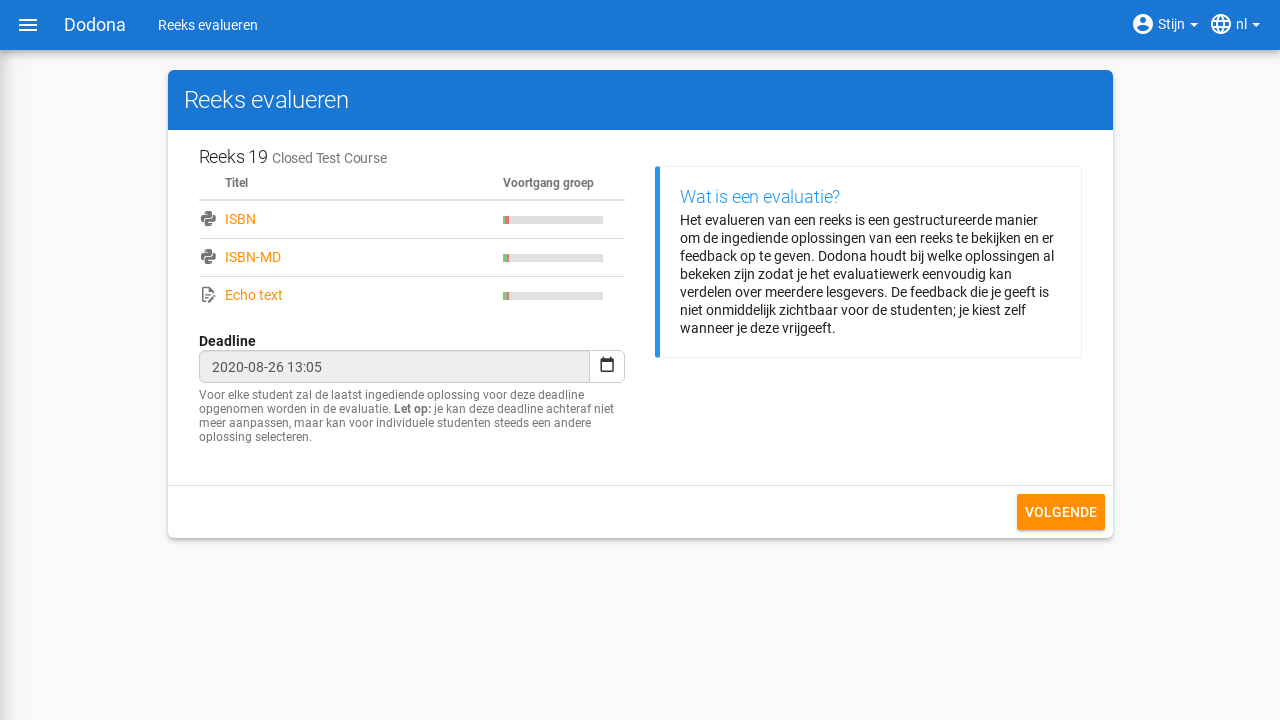 Dodona
Reeks evalueren
Stijn
nl
Reeks evalueren
Reeks 19 Closed Test Course
Titel
Voortgang groep
ISBN
ISBN-MD
Echo text
Deadline
2020-08-26 13:05
Voor elke student zal de laatst ingediende oplossing voor deze deadline
opgenomen worden in de evaluatie. Let op: je kan deze deadline achteraf niet
meer aanpassen, maar kan voor individuele studenten steeds een andere
oplossing selecteren.
Wat is een evaluatie?
Het evalueren van een reeks is een gestructureerde manier
om de ingediende oplossingen van een reeks te bekijken en er
feedback op te geven. Dodona houdt bij welke oplossingen al
bekeken zijn zodat je het evaluatiewerk eenvoudig kan
verdelen over meerdere lesgevers. De feedback die je geeft is
niet onmiddelijk zichtbaar voor de studenten; je kiest zelf
wanneer je deze vrijgeeft.
VOLGENDE